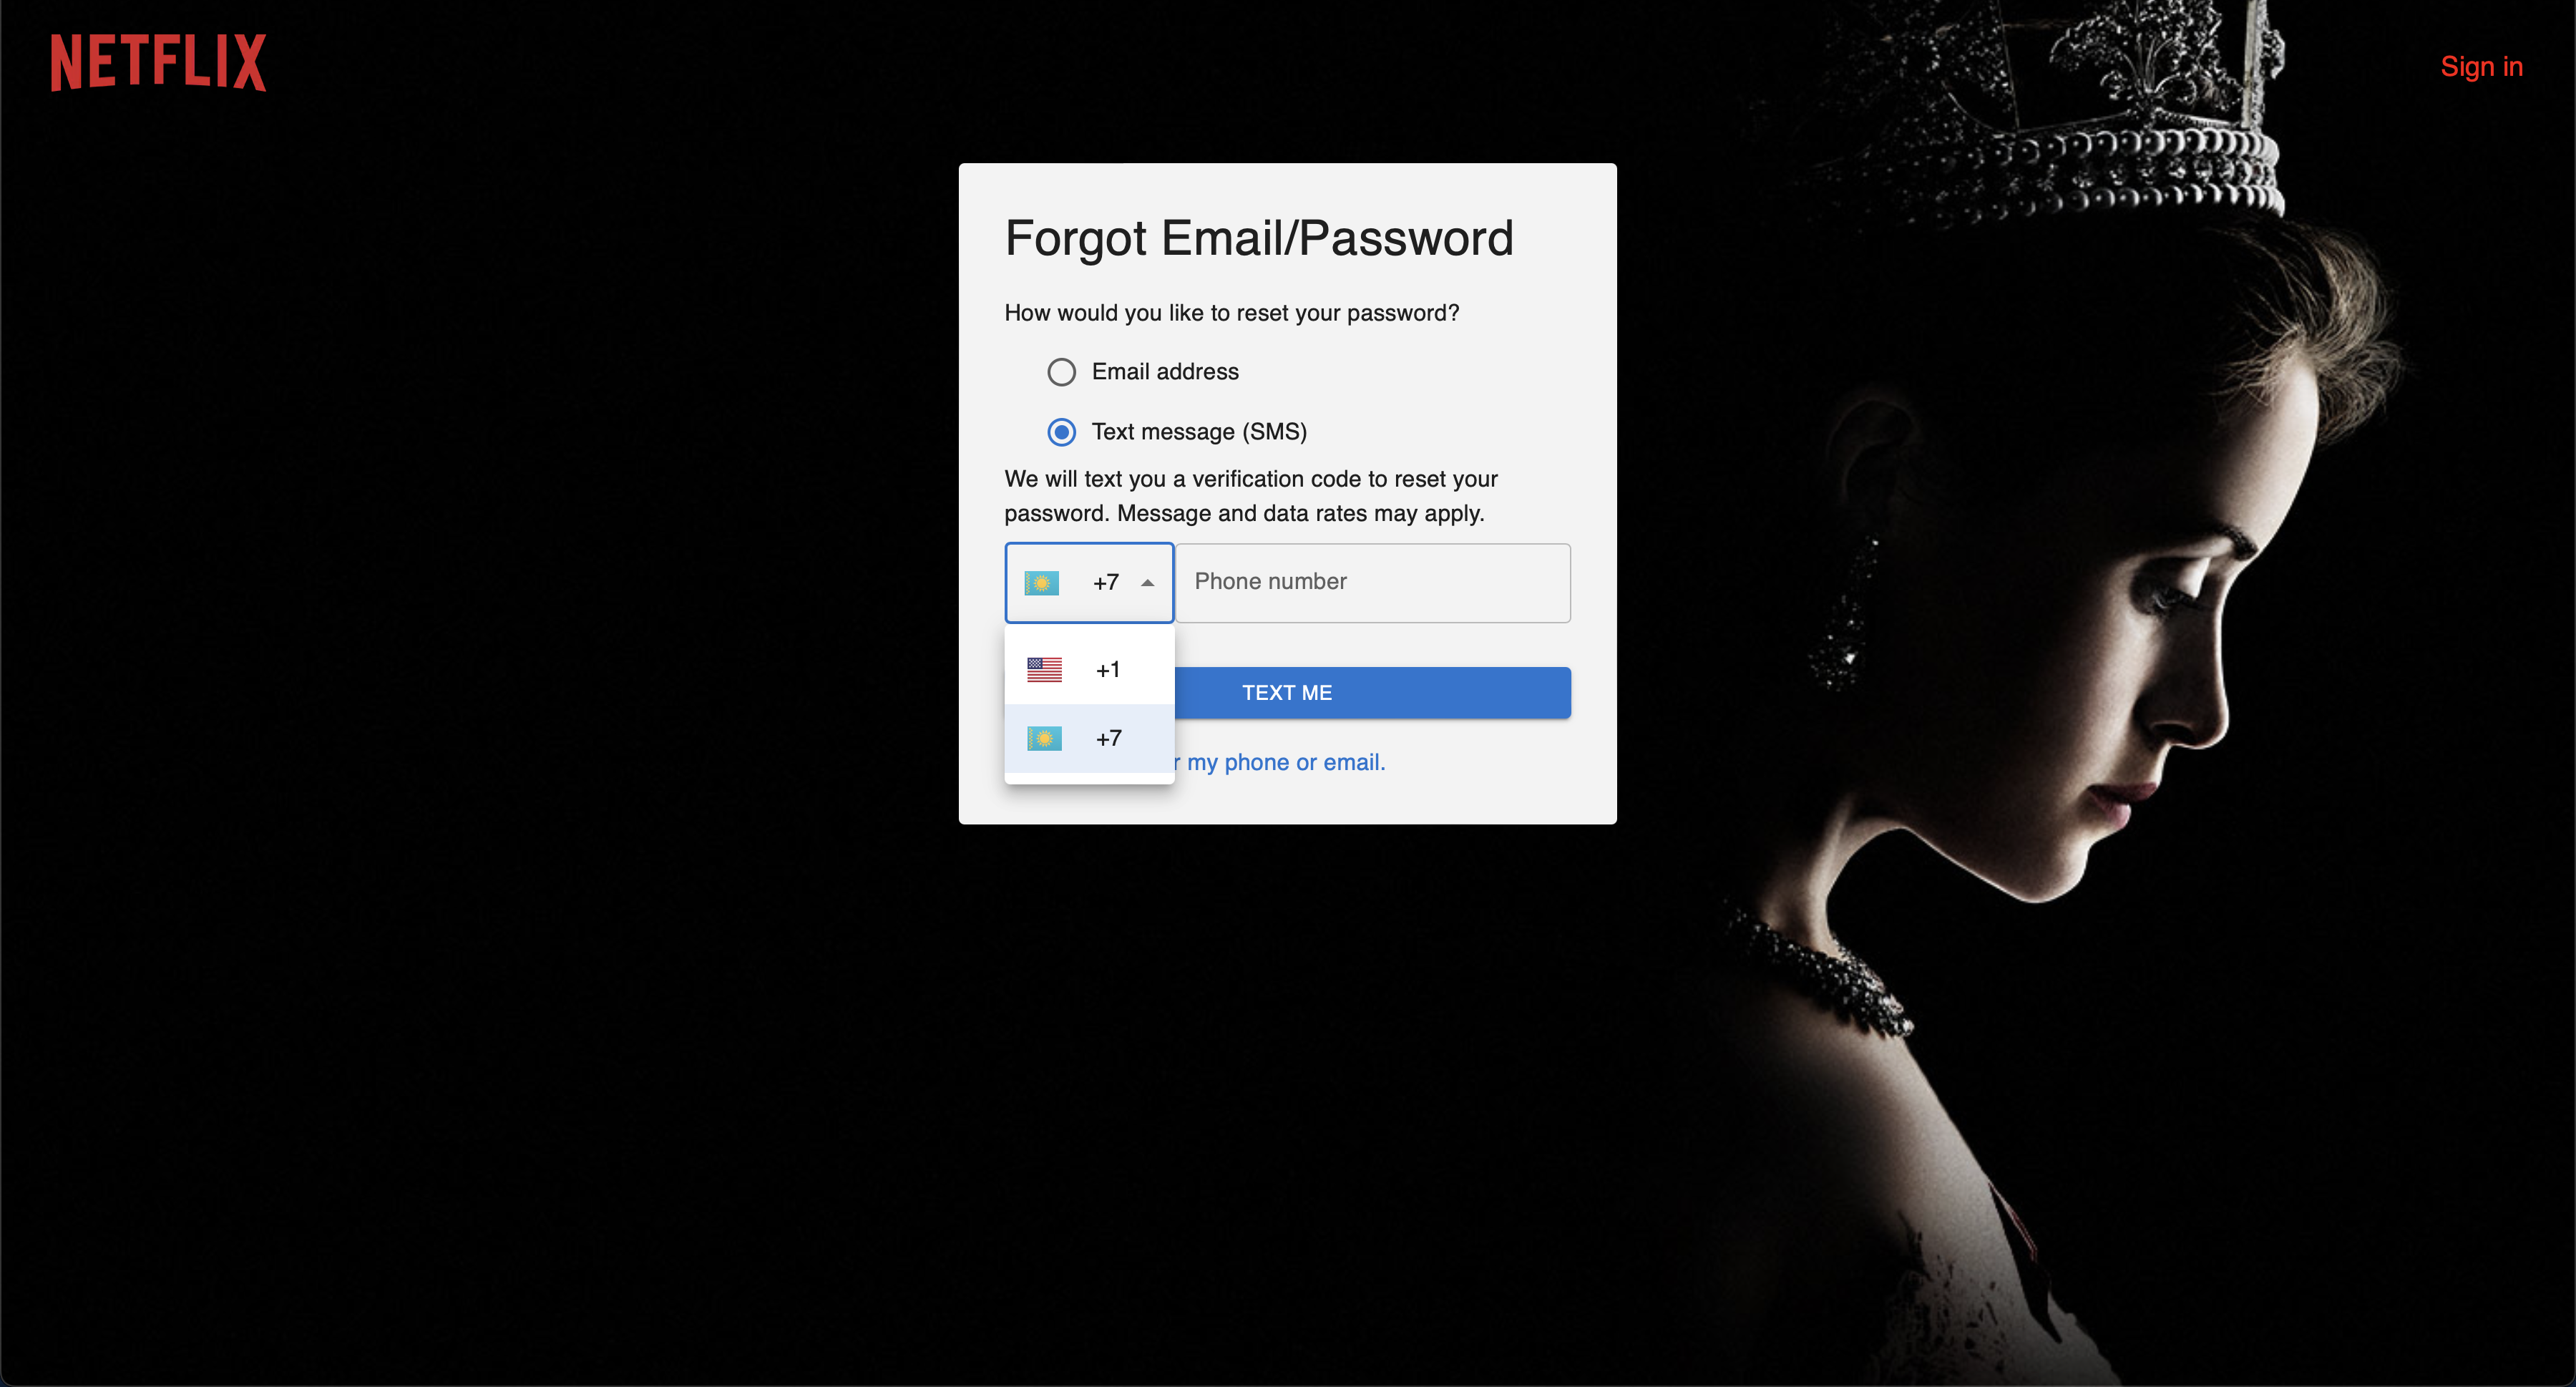 NETFLIX
Sign in
Forgot Email/Password
How would you like to reset your password?
Email address
Text message (SMS)
We will text you a verification code to reset your
password. Message and data rates may apply.
+7 Phone number
+1
TEXT ME
+7
my phone or email.